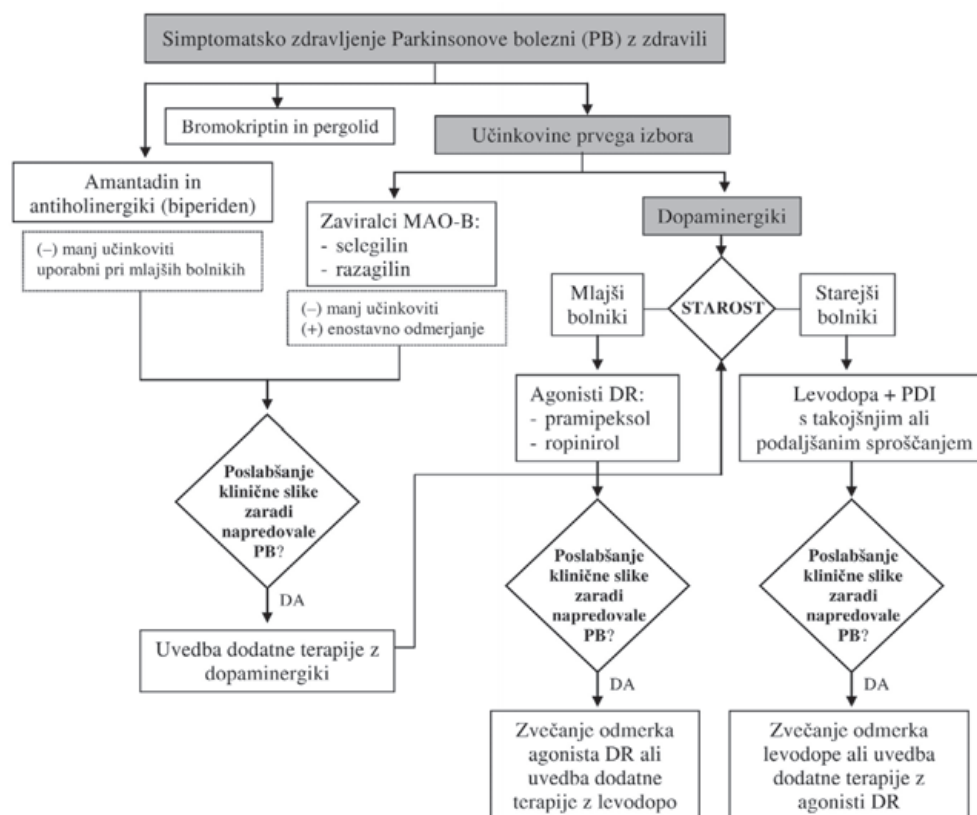 Simptomatsko zdravljenje Parkinsonove bolezni (PB) z zdravili
Bromokriptin in pergolid
Učinkovine prvega izbora
Amantadin in
antiholinergiki (biperiden)
(–) manj učinkoviti
uporabni pri mlajših bolnikih
Zaviralci MAO-B:
- selegilin
- razagilin
(–) manj učinkoviti
(+) enostavno odmerjanje
Dopaminergiki
Mlajši
bolniki
STAROST
Starejši
bolniki
Agonisti DR:
- pramipeksol
- ropinirol
Levodopa + PDI
s takojšnjim ali
podaljšanim sproščanjem
Poslabšanje
klinične slike
zaradi
napredovale
PB?
DA
Uvedba dodatne terapije z
dopaminergiki
Poslabšanje
klinične slike
zaradi
napredovale
PB?
DA
Zvečanje odmerka
agonista DR ali
uvedba dodatne
terapije z levodopo
Poslabšanje
klinične slike
zaradi
napredovale
PB?
DA
Zvečanje odmerka
levodope ali uvedba
dodatne terapije z
agonisti DR